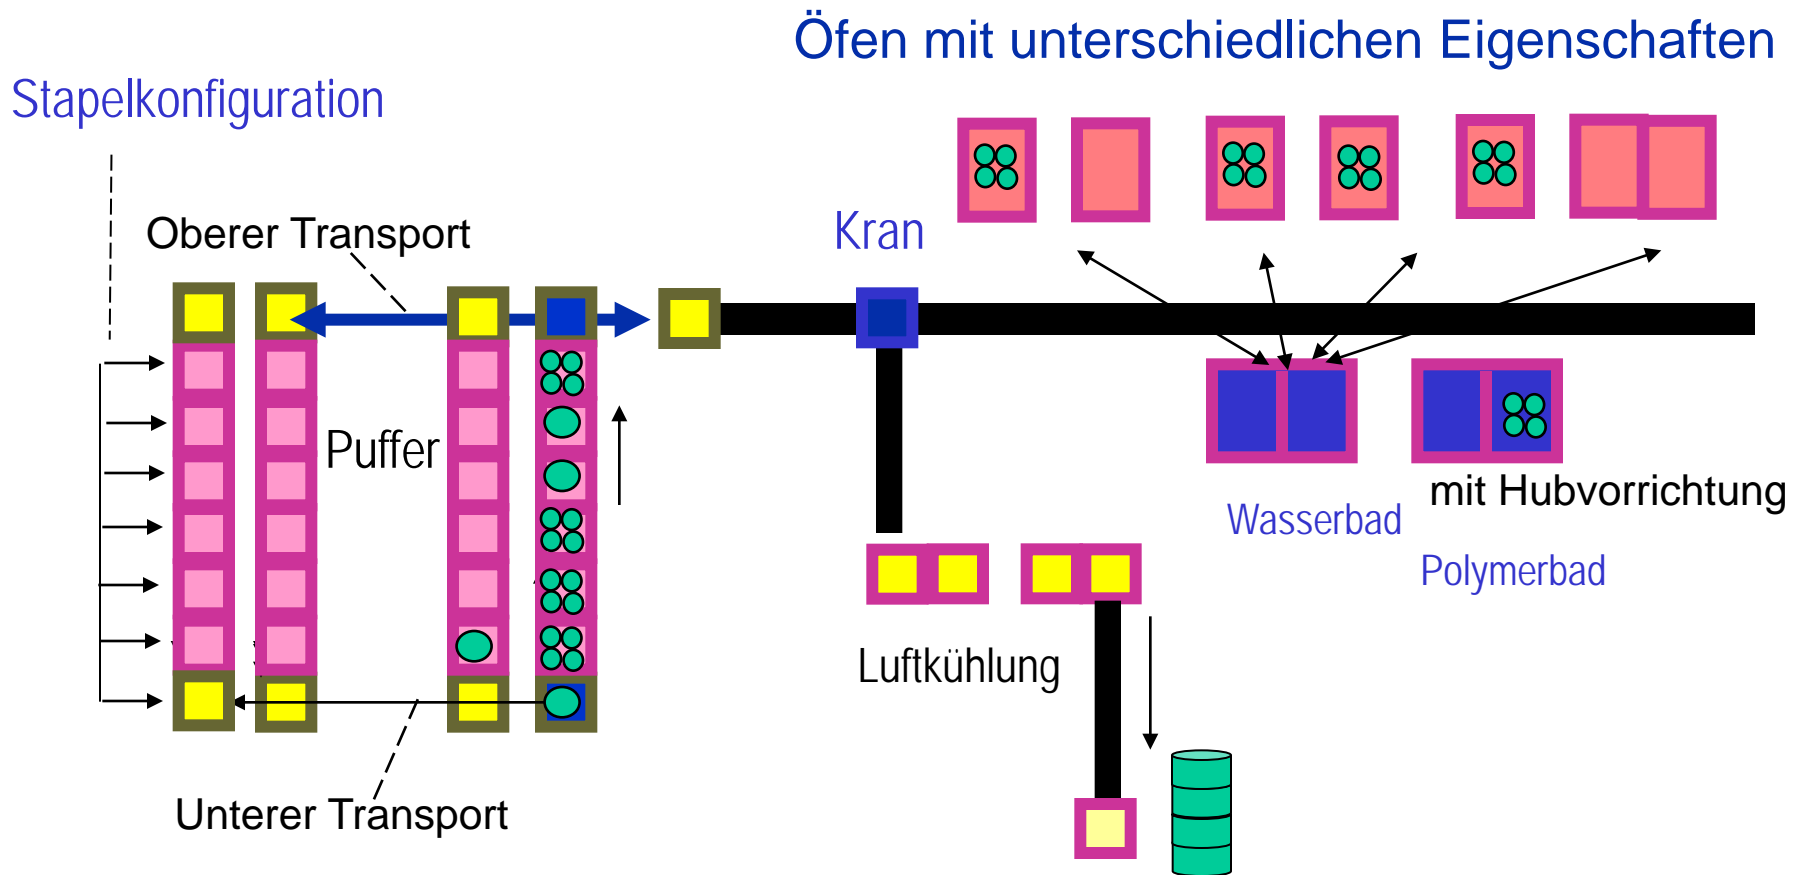 Öfen mit unterschiedlichen Eigenschaften
Stapelkonfiguration
Oberer Transport
Kran
Puffer
mit Hubvorrichtung
Wasserbad
Polymerbad
Luftkühlung
Unterer Transport